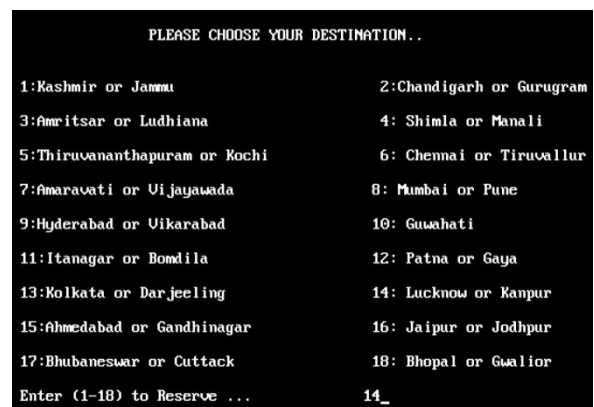 PLEASE CHOOSE YOUR DESTINATION..
1:Kashmir or Jammu 2:Chandigarh or Gurugram
3:Amritsar or Ludhiana 4: Shimla or Manali
5:Thiruvananthapuram or Kochi 6: Chennai or Tiruvallur
7:Amaravati or Vijayawada 8: Mumbai or Pune
9:Hyderabad or Vikarabad 10: Guwahati
11:Itanagar or Bomdila 12: Patna or Gaya
13:Kolkata or Darjeeling 14: Lucknow or Kanpur
15:Ahmedabad or Gandhinagar 16: Jaipur or Jodhpur
17:Bhubaneswar or Cuttack 18: Bhopal or Gwalior
Enter (1-18) to Reserve ... 14_